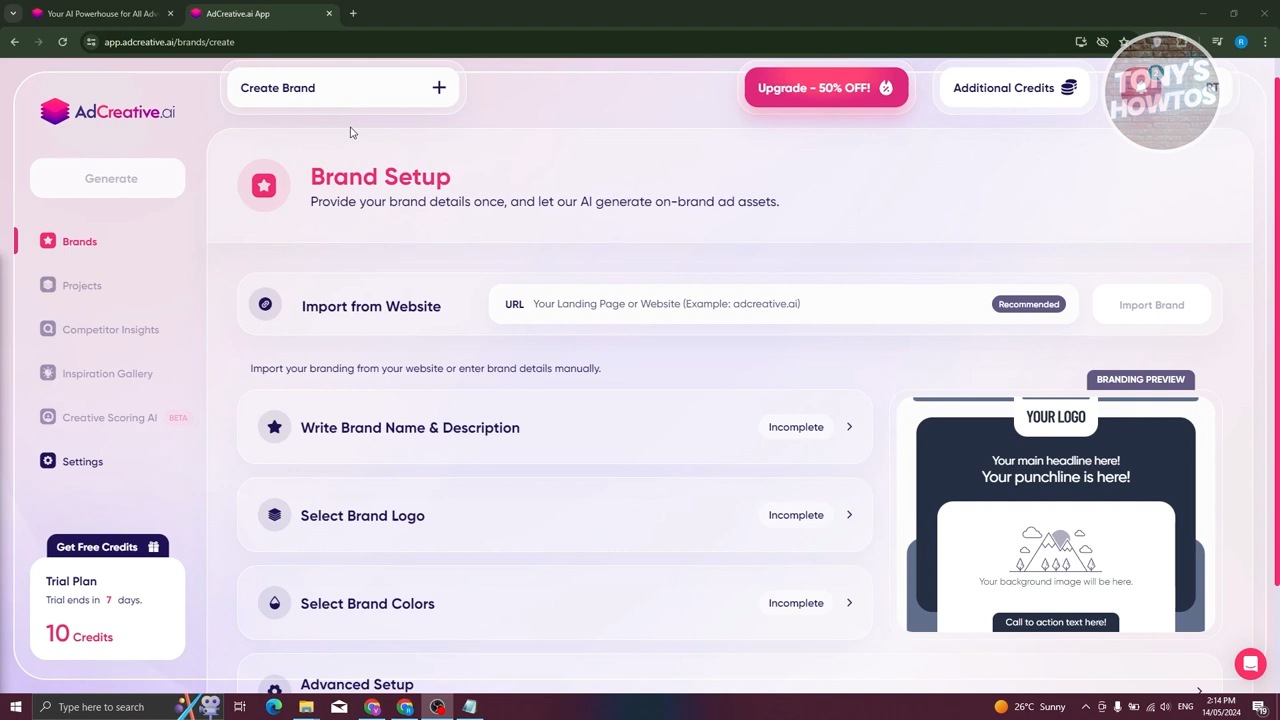 Your AI Powerhouse for All Adv
AdCreative.ai App
app.adcreative.ai/brands/create
AdCreative.ai
Create Brand
Upgrade - 50% OFF!
Additional Credits
TONY'S
HOWTOS
RT
Generate
Brands
Projects
Competitor Insights
Inspiration Gallery
Creative Scoring AI BETA
Settings
Get Free Credits
Trial Plan
Trial ends in 7 days.
10 Credits
Brand Setup
Provide your brand details once, and let our AI generate on-brand ad assets.
Import from Website
URL Your Landing Page or Website (Example: adcreative.ai) Recommended
Import Brand
Import your branding from your website or enter brand details manually.
Write Brand Name & Description Incomplete
Select Brand Logo Incomplete
Select Brand Colors Incomplete
Advanced Setup
BRANDING PREVIEW
YOUR LOGO
Your main headline here!
Your punchline is here!
Your background image will be here.
Call to action text here!
Type here to search
26°C Sunny
2:14 PM
14/05/2024
19